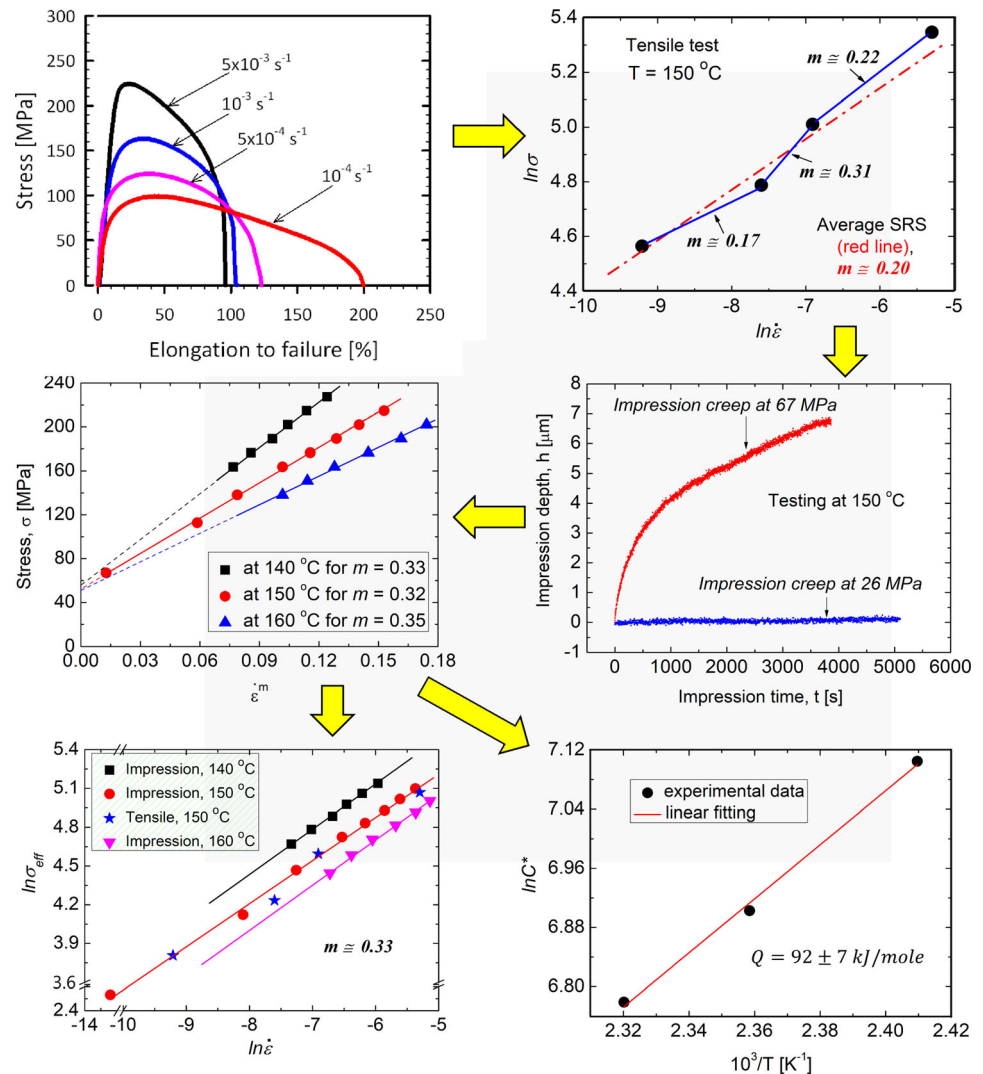 300
250
200
150
100
50
0
Stress [MPa]
5x10⁻³ s⁻¹
10⁻³ s⁻¹
5x10⁻⁴ s⁻¹
10⁻⁴ s⁻¹
0 50 100 150 200 250
Elongation to failure [%]
5.4
5.2
5.0
4.8
4.6
4.4
lnσ
Tensile test
T = 150 °C
m ≅ 0.22
m ≅ 0.31
m ≅ 0.17
Average SRS
(red line),
m ≅ 0.20
-10 -9 -8 -7 -6 -5
lnε̇
240
200
160
120
80
40
0
Stress, σ [MPa]
at 140 °C for m = 0.33
at 150 °C for m = 0.32
at 160 °C for m = 0.35
0.00 0.03 0.06 0.09 0.12 0.15 0.18
ε̇ᵐ
8
7
6
5
4
3
2
1
0
-1
Impression depth, h [μm]
Impression creep at 67 MPa
Testing at 150 °C
Impression creep at 26 MPa
0 1000 2000 3000 4000 5000 6000
Impression time, t [s]
5.4
5.1
4.8
4.5
4.2
3.9
3.6
2.4
lnσeff
Impression, 140 °C
Impression, 150 °C
Tensile, 150 °C
Impression, 160 °C
m ≅ 0.33
-14 -10 -9 -8 -7 -6 -5
lnε̇
7.12
7.04
6.96
6.88
6.80
lnC*
experimental data
linear fitting
Q = 92 ± 7 kJ/mole
2.32 2.34 2.36 2.38 2.40 2.42
10³/T [K⁻¹]